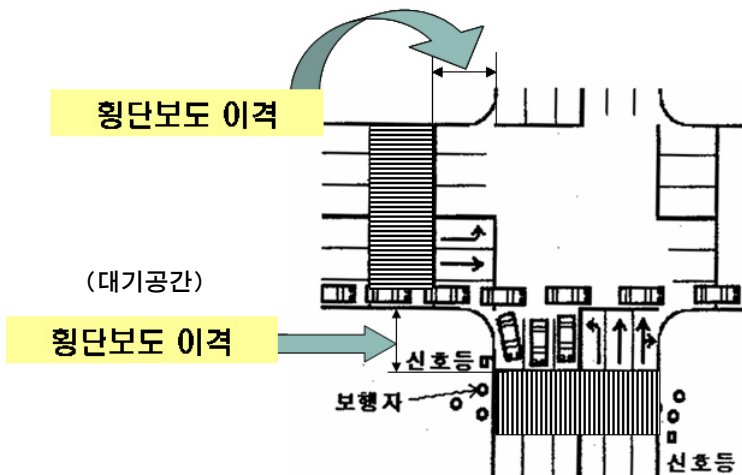 횡단보도 이격
(대기공간)
횡단보도 이격
신호등
보행자
신호등